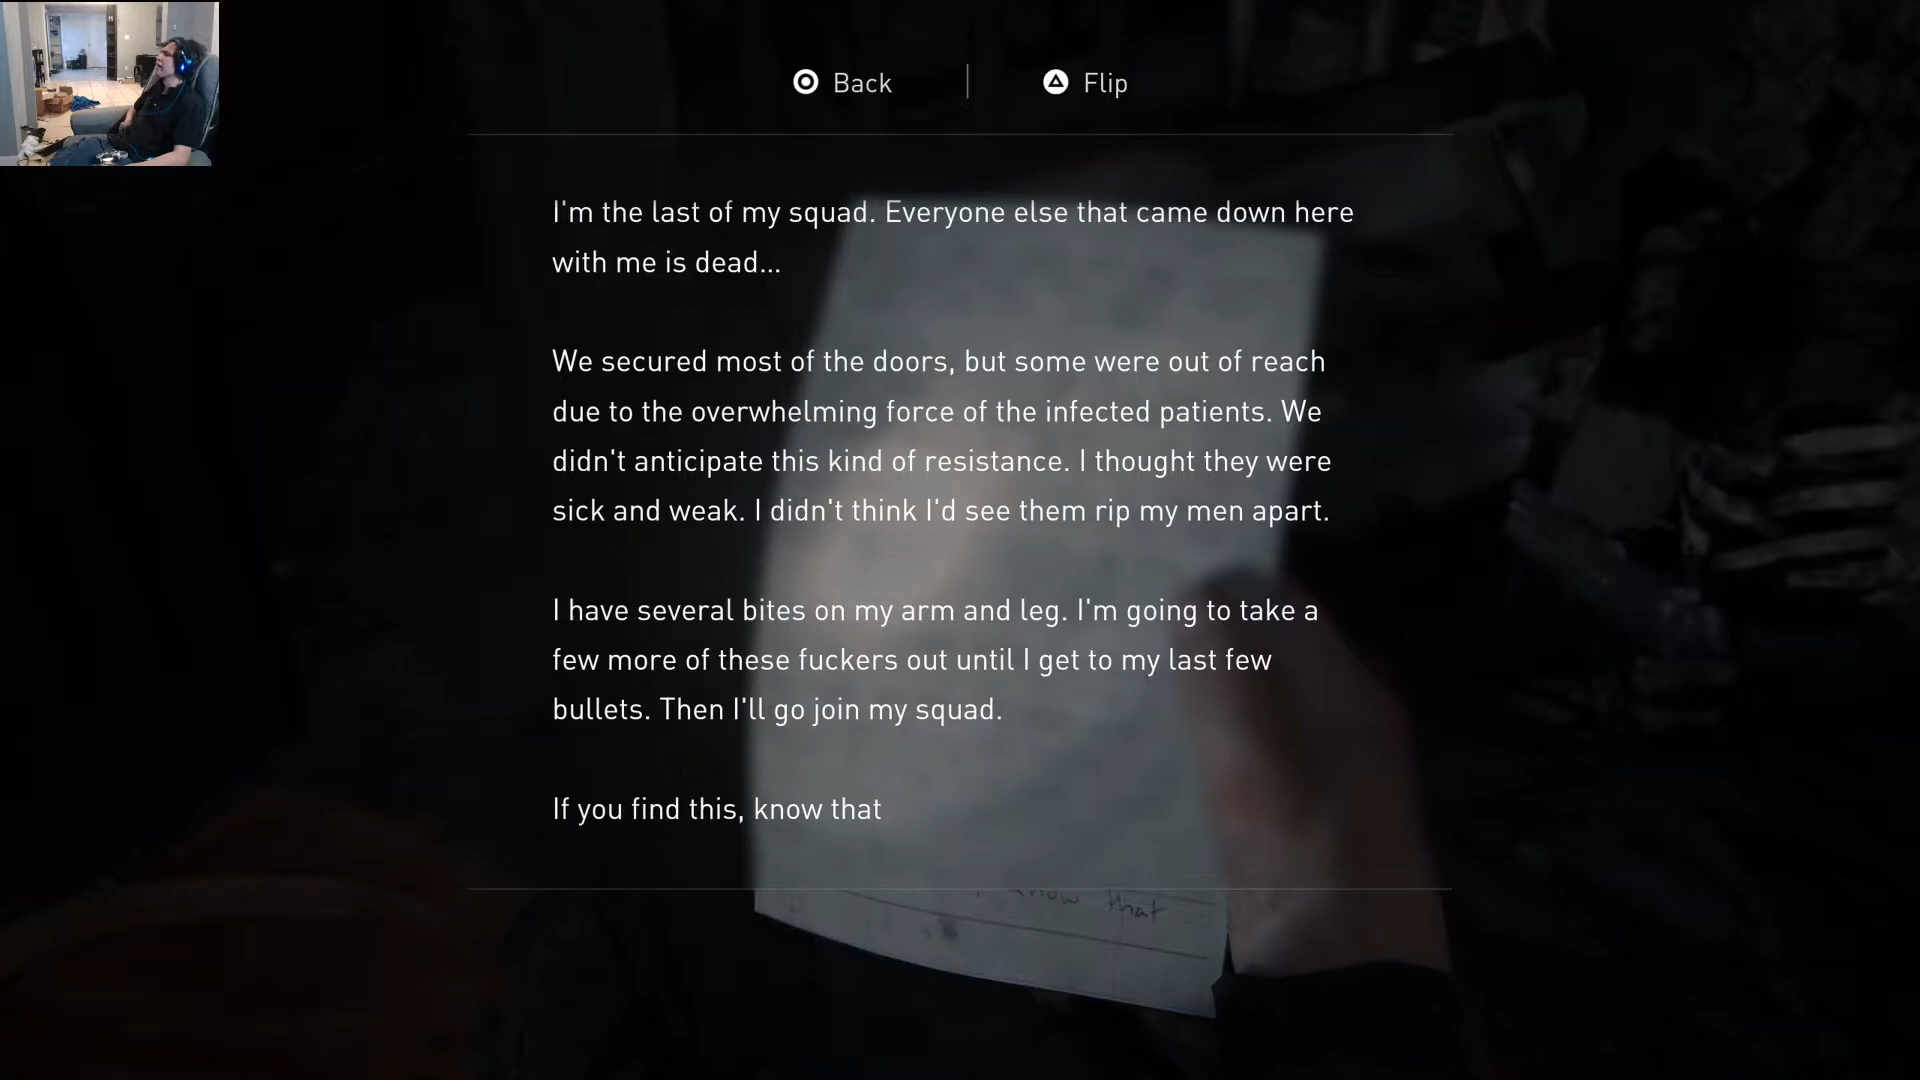 Back | Flip
I'm the last of my squad. Everyone else that came down here
with me is dead...
We secured most of the doors, but some were out of reach
due to the overwhelming force of the infected patients. We
didn't anticipate this kind of resistance. I thought they were
sick and weak. I didn't think I'd see them rip my men apart.
I have several bites on my arm and leg. I'm going to take a
few more of these fuckers out until I get to my last few
bullets. Then I'll go join my squad.
If you find this, know that
know that